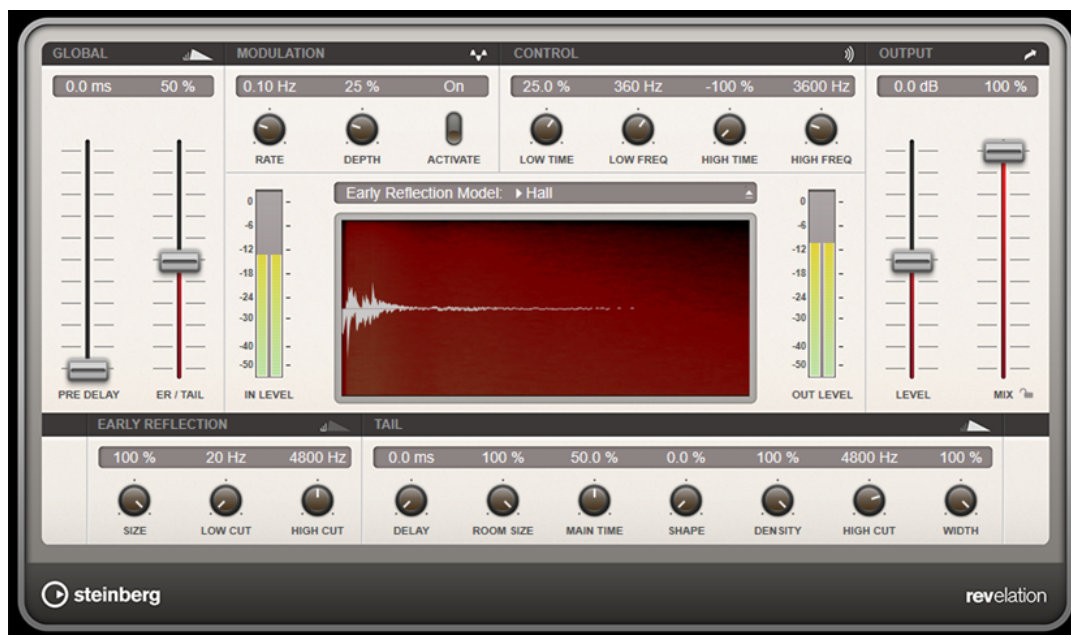 GLOBAL MODULATION CONTROL OUTPUT
0.0 ms 50 % 0.10 Hz 25 % On 25.0 % 360 Hz -100 % 3600 Hz 0.0 dB 100 %
RATE DEPTH ACTIVATE LOW TIME LOW FREQ HIGH TIME HIGH FREQ
Early Reflection Model: Hall
0 0
-6 -6
-12 -12
-18 -18
-24 -24
-30 -30
-40 -40
-50 -50
PRE DELAY ER / TAIL IN LEVEL OUT LEVEL LEVEL MIX
EARLY REFLECTION TAIL
100 % 20 Hz 4800 Hz 0.0 ms 100 % 50.0 % 0.0 % 100 % 4800 Hz 100 %
SIZE LOW CUT HIGH CUT DELAY ROOM SIZE MAIN TIME SHAPE DENSITY HIGH CUT WIDTH
steinberg revelation